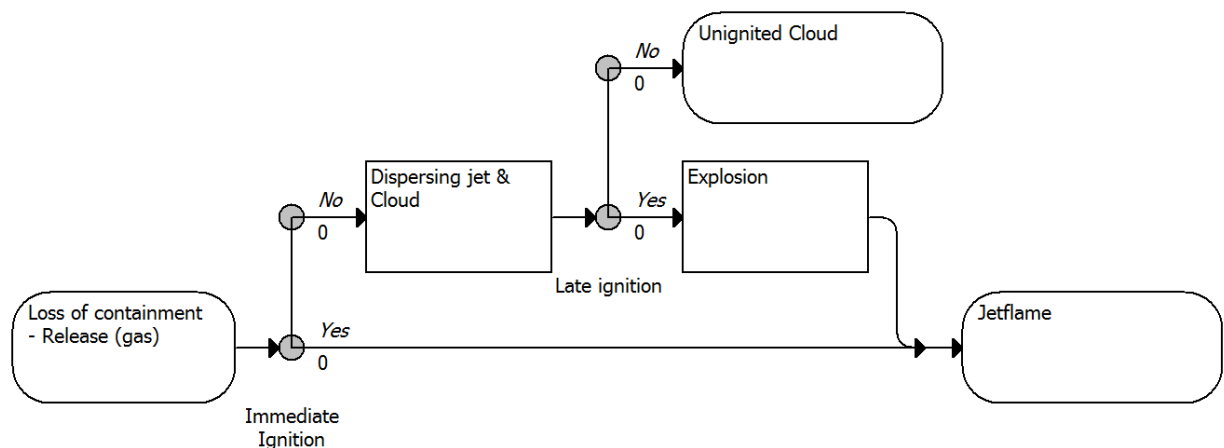 Unignited Cloud
No
0
Dispersing jet &
Cloud
Explosion
No
0
Yes
0
Late ignition
Loss of containment
- Release (gas)
Jetflame
Yes
0
Immediate
Ignition